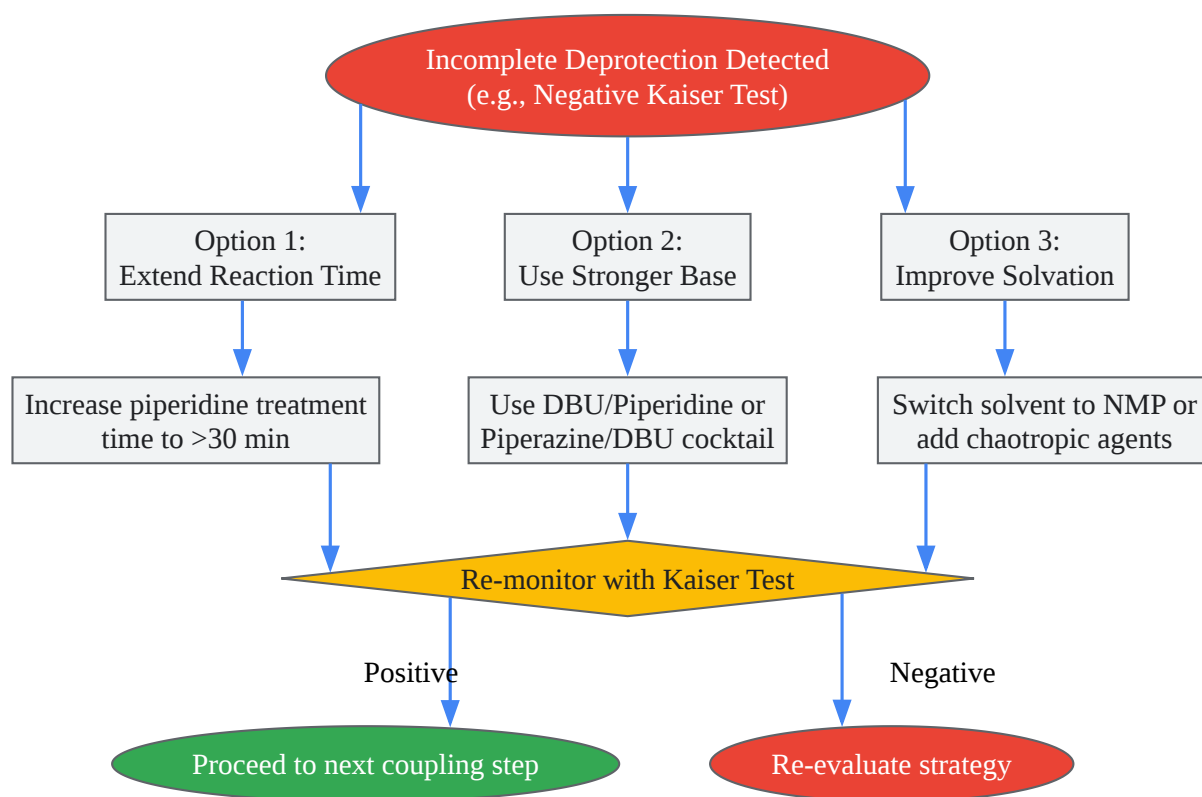 Incomplete Deprotection Detected
(e.g., Negative Kaiser Test)
Option 1:
Extend Reaction Time
Option 2:
Use Stronger Base
Option 3:
Improve Solvation
Increase piperidine treatment
time to >30 min
Use DBU/Piperidine or
Piperazine/DBU cocktail
Switch solvent to NMP or
add chaotropic agents
Re-monitor with Kaiser Test
Positive
Negative
Proceed to next coupling step
Re-evaluate strategy